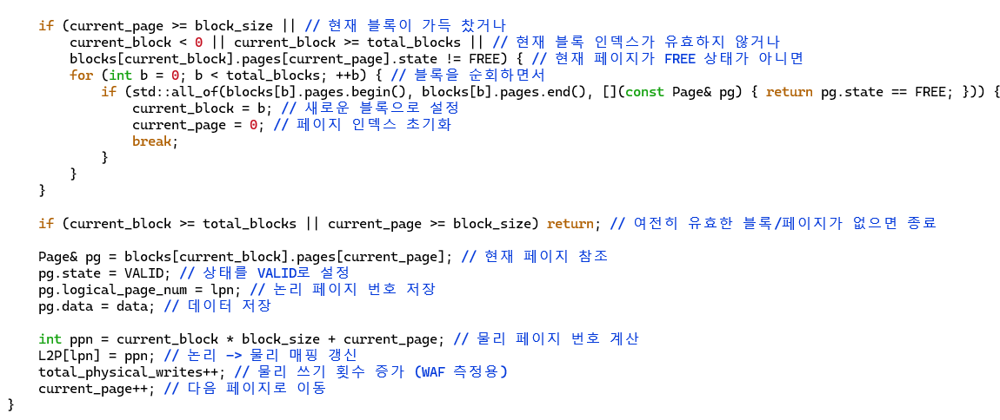 if (current_page >= block_size || // 현재 블록이 가득 찼거나
current_block < 0 || current_block >= total_blocks || // 현재 블록 인덱스가 유효하지 않거나
blocks[current_block].pages[current_page].state != FREE) { // 현재 페이지가 FREE 상태가 아니면
for (int b = 0; b < total_blocks; ++b) { // 블록을 순회하면서
if (std::all_of(blocks[b].pages.begin(), blocks[b].pages.end(), [](const Page& pg) { return pg.state == FREE; })) {
current_block = b; // 새로운 블록으로 설정
current_page = 0; // 페이지 인덱스 초기화
break;
}
}
}
if (current_block >= total_blocks || current_page >= block_size) return; // 여전히 유효한 블록/페이지가 없으면 종료
Page& pg = blocks[current_block].pages[current_page]; // 현재 페이지 참조
pg.state = VALID; // 상태를 VALID로 설정
pg.logical_page_num = lpn; // 논리 페이지 번호 저장
pg.data = data; // 데이터 저장
int ppn = current_block * block_size + current_page; // 물리 페이지 번호 계산
L2P[lpn] = ppn; // 논리 -> 물리 매핑 갱신
total_physical_writes++; // 물리 쓰기 횟수 증가 (WAF 측정용)
current_page++; // 다음 페이지로 이동
}